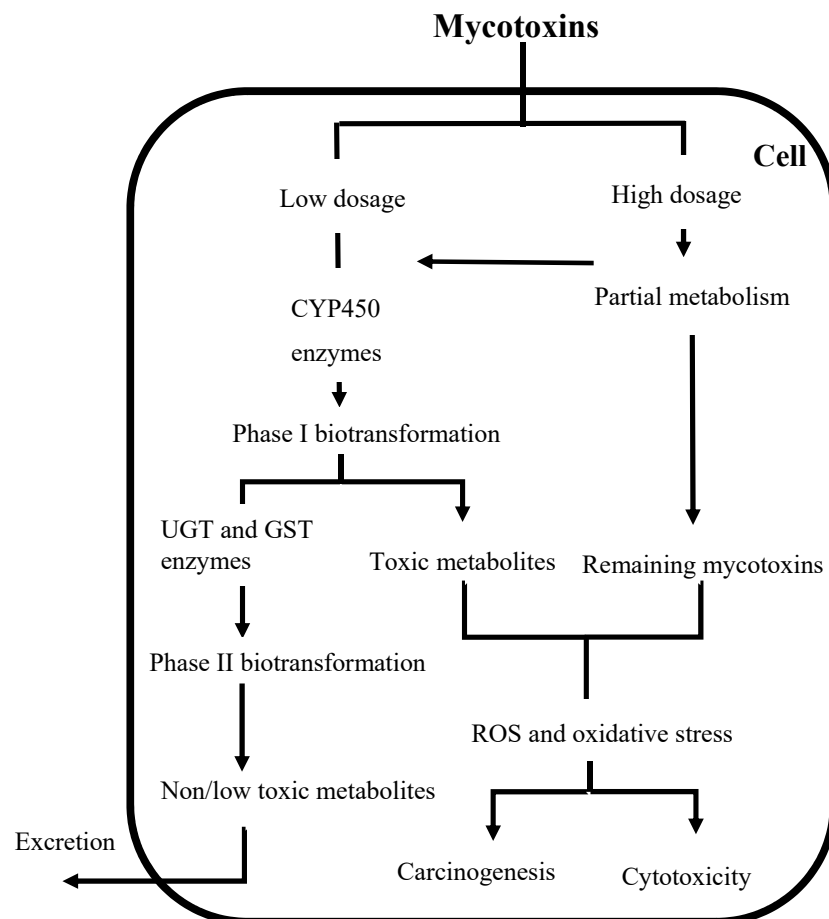 Mycotoxins
Cell
Low dosage
High dosage
Partial metabolism
CYP450
enzymes
Phase I biotransformation
UGT and GST
enzymes
Toxic metabolites
Remaining mycotoxins
Phase II biotransformation
ROS and oxidative stress
Non/low toxic metabolites
Excretion
Carcinogenesis
Cytotoxicity